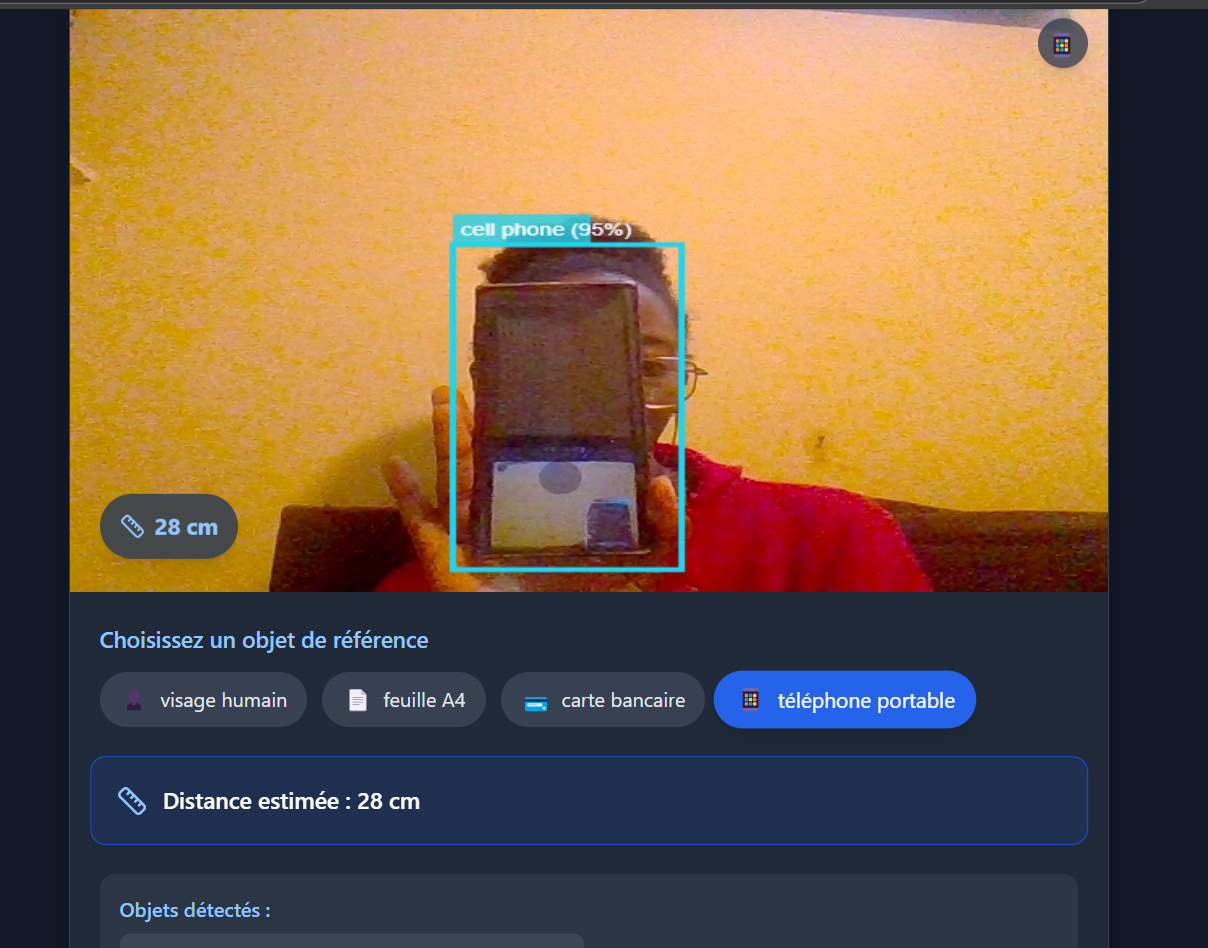 cell phone (95%)
28 cm
Choisissez un objet de référence
visage humain
feuille A4
carte bancaire
téléphone portable
Distance estimée : 28 cm
Objets détectés :